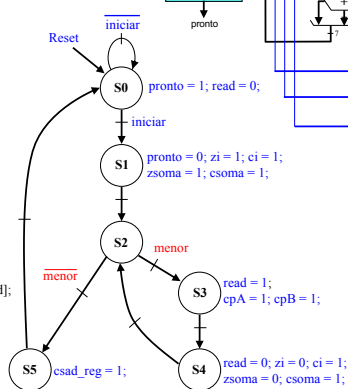 pronto
+
7
iniciar
Reset
S0
pronto = 1; read = 0;
iniciar
S1
pronto = 0; zi = 1; ci = 1;
zsoma = 1; csoma = 1;
S2
menor
menor
d];
S3
read = 1;
cpA = 1; cpB = 1;
S5
csad_reg = 1;
S4
read = 0; zi = 0; ci = 1;
zsoma = 0; csoma = 1;